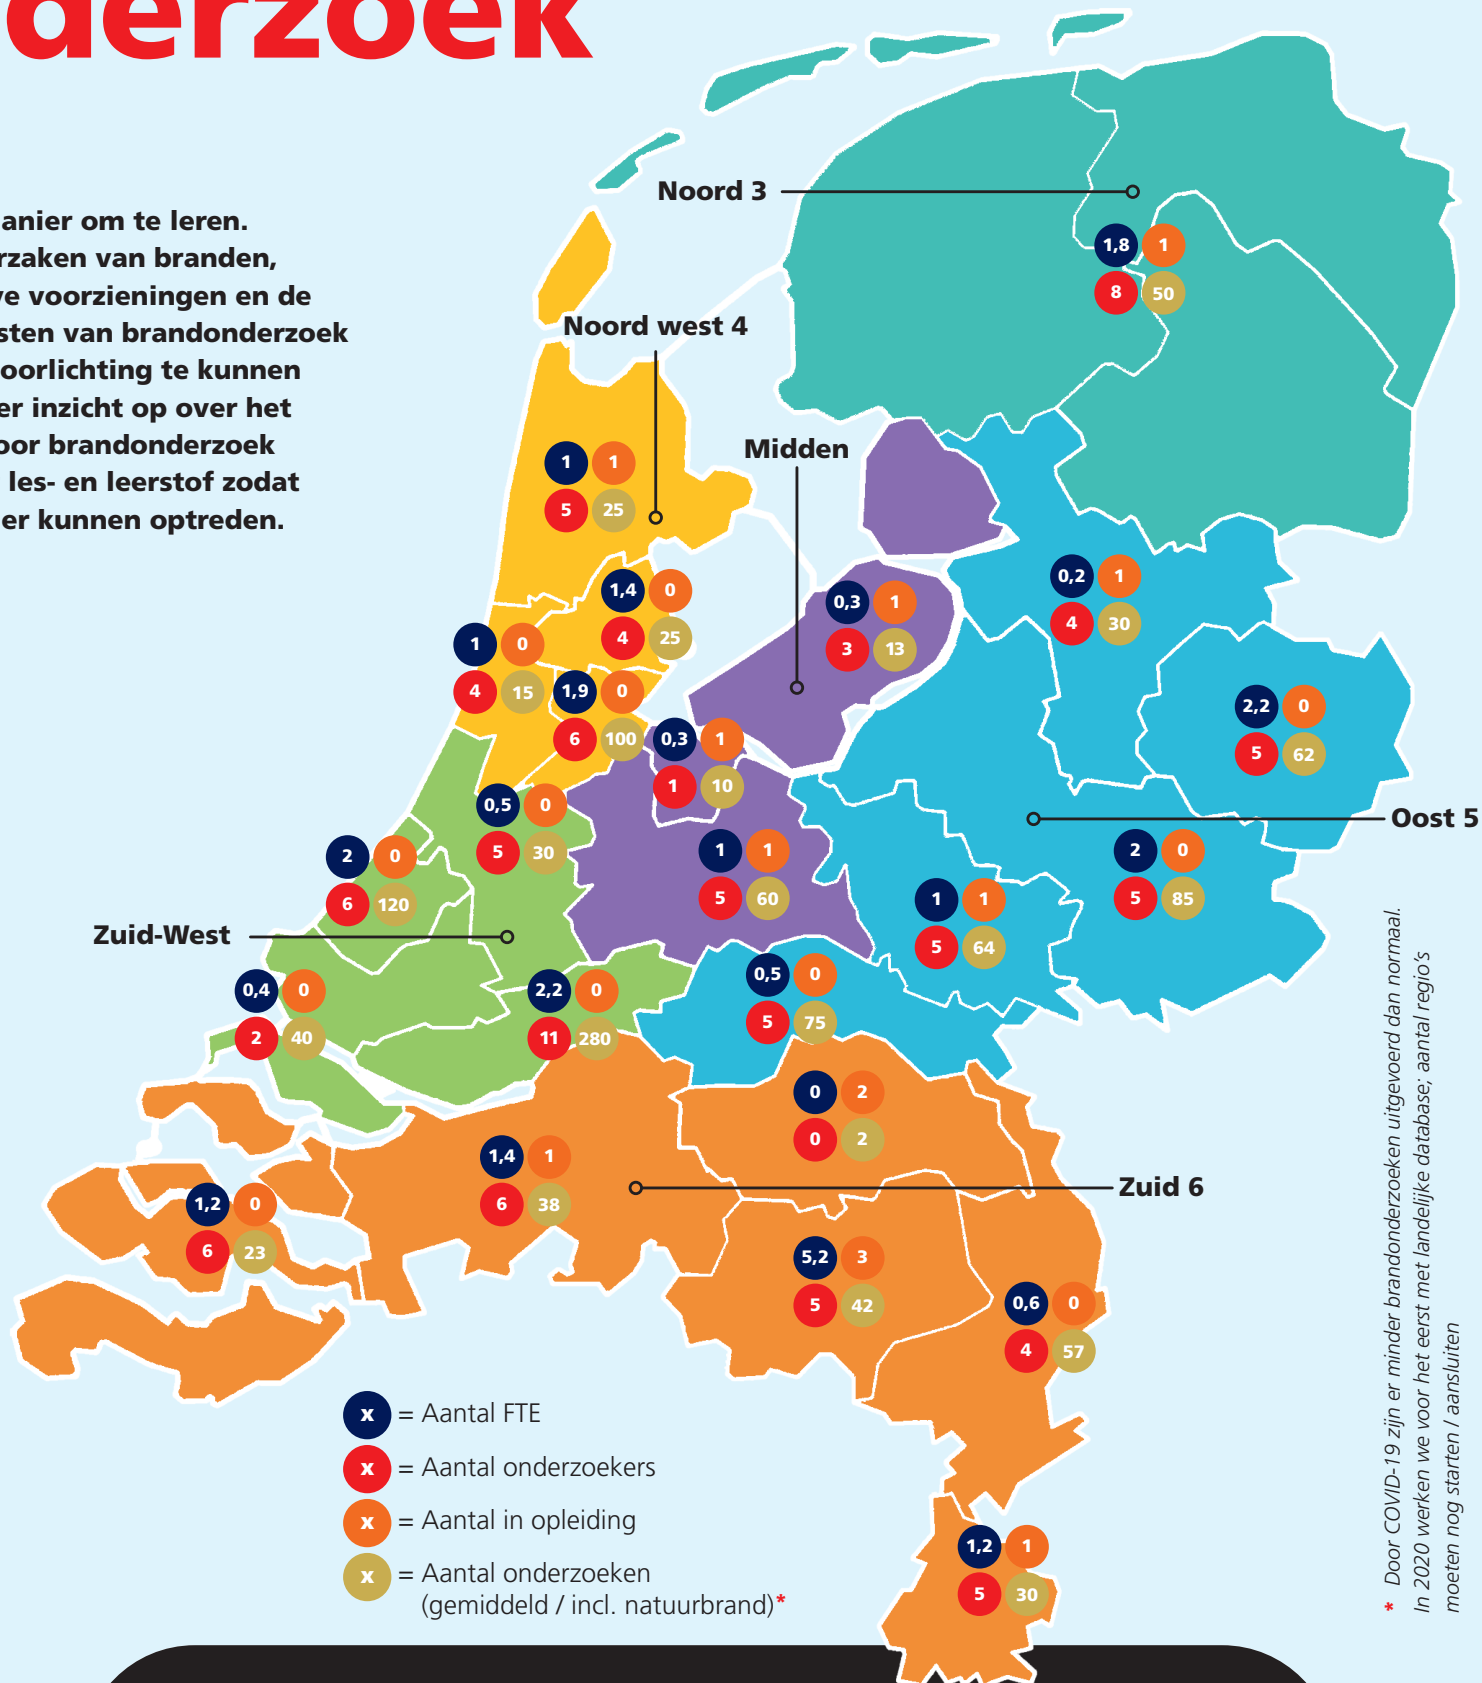 derzoek
anier om te leren.
rzaken van branden,
ve voorzieningen en de
sten van brandonderzoek
oorlichting te kunnen
er inzicht op over het
oor brandonderzoek
les- en leerstof zodat
er kunnen optreden.
Noord 3
1,8 1
8 50
Noord west 4
1 1
5 25
Midden
1,4 0
4 25
0,3 1
3 13
0,2 1
4 30
1 0
4 15
1,9 0
6 100
0,3 1
1 10
2,2 0
5 62
Oost 5
0,5 0
5 30
2 0
6 120
1 1
5 60
1 1
5 64
2 0
5 85
Zuid-West
0,4 0
2 40
2,2 0
11 280
0,5 0
5 75
0 2
0 2
1,4 1
6 38
Zuid 6
1,2 0
6 23
5,2 3
5 42
0,6 0
4 57
1,2 1
5 30
x = Aantal FTE
x = Aantal onderzoekers
x = Aantal in opleiding
x = Aantal onderzoeken
(gemiddeld / incl. natuurbrand)*
* Door COVID-19 zijn er minder brandonderzoeken uitgevoerd dan normaal.
In 2020 werken we voor het eerst met landelijke database; aantal regio's
moeten nog starten / aansluiten